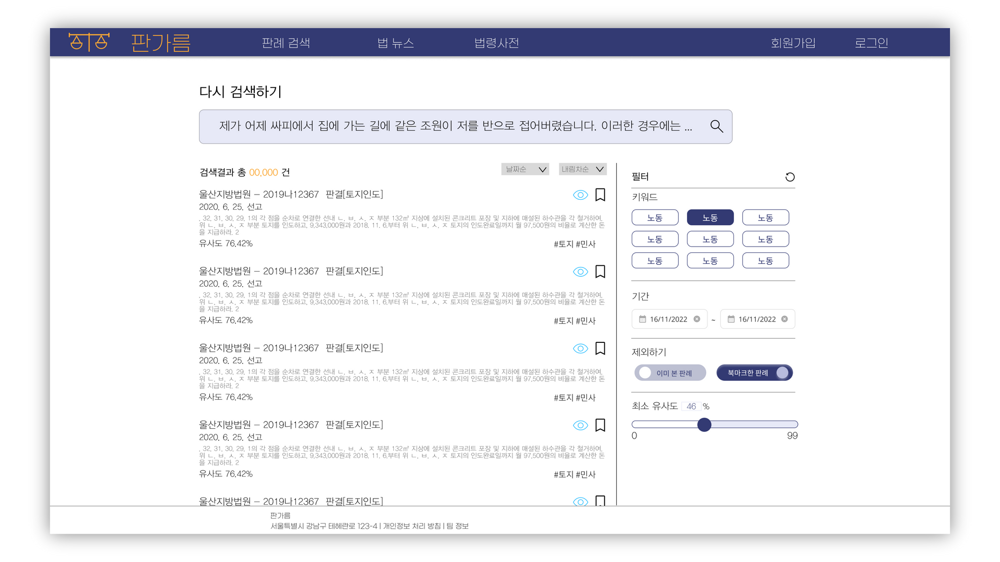 판가름 판례 검색 법 뉴스 법령사전 회원가입 로그인
다시 검색하기
제가 어제 싸피에서 집에 가는 길에 같은 조원이 저를 반으로 접어버렸습니다. 이러한 경우에는 ...
검색결과 총 00,000 건
날짜순 내림차순
울산지방법원 – 2019나12367 판결[토지인도]
2020. 6. 25. 선고
, 32, 31, 30, 29, 1의 각 점을 순차로 연결한 선내 ㄴ, ㅂ, ㅅ, ㅈ 부분 132㎡ 지상에 설치된 콘크리트 포장 및 지하에 매설된 하수관을 각 철거하여,
위 ㄴ, ㅂ, ㅅ, ㅈ 부분 토지를 인도하고, 9,343,000원과 2018. 11. 6.부터 위 ㄴ, ㅂ, ㅅ, ㅈ 토지의 인도완료일까지 월 97,500원의 비율로 계산한 돈
을 지급하라. 2
유사도 76.42% #토지 #민사
울산지방법원 – 2019나12367 판결[토지인도]
2020. 6. 25. 선고
, 32, 31, 30, 29, 1의 각 점을 순차로 연결한 선내 ㄴ, ㅂ, ㅅ, ㅈ 부분 132㎡ 지상에 설치된 콘크리트 포장 및 지하에 매설된 하수관을 각 철거하여,
위 ㄴ, ㅂ, ㅅ, ㅈ 부분 토지를 인도하고, 9,343,000원과 2018. 11. 6.부터 위 ㄴ, ㅂ, ㅅ, ㅈ 토지의 인도완료일까지 월 97,500원의 비율로 계산한 돈
을 지급하라. 2
유사도 76.42% #토지 #민사
울산지방법원 – 2019나12367 판결[토지인도]
2020. 6. 25. 선고
, 32, 31, 30, 29, 1의 각 점을 순차로 연결한 선내 ㄴ, ㅂ, ㅅ, ㅈ 부분 132㎡ 지상에 설치된 콘크리트 포장 및 지하에 매설된 하수관을 각 철거하여,
위 ㄴ, ㅂ, ㅅ, ㅈ 부분 토지를 인도하고, 9,343,000원과 2018. 11. 6.부터 위 ㄴ, ㅂ, ㅅ, ㅈ 토지의 인도완료일까지 월 97,500원의 비율로 계산한 돈
을 지급하라. 2
유사도 76.42% #토지 #민사
울산지방법원 – 2019나12367 판결[토지인도]
2020. 6. 25. 선고
, 32, 31, 30, 29, 1의 각 점을 순차로 연결한 선내 ㄴ, ㅂ, ㅅ, ㅈ 부분 132㎡ 지상에 설치된 콘크리트 포장 및 지하에 매설된 하수관을 각 철거하여,
위 ㄴ, ㅂ, ㅅ, ㅈ 부분 토지를 인도하고, 9,343,000원과 2018. 11. 6.부터 위 ㄴ, ㅂ, ㅅ, ㅈ 토지의 인도완료일까지 월 97,500원의 비율로 계산한 돈
을 지급하라. 2
유사도 76.42% #토지 #민사
울산지방법원 – 2019나12367 판결[토지인도]
필터
키워드
노동 노동 노동
노동 노동 노동
노동 노동 노동
기간
16/11/2022 ~ 16/11/2022
제외하기
이미 본 판례 북마크한 판례
최소 유사도 46 %
0 99
판가름
서울특별시 강남구 테헤란로 123-4 | 개인정보 처리 방침 | 팀 정보